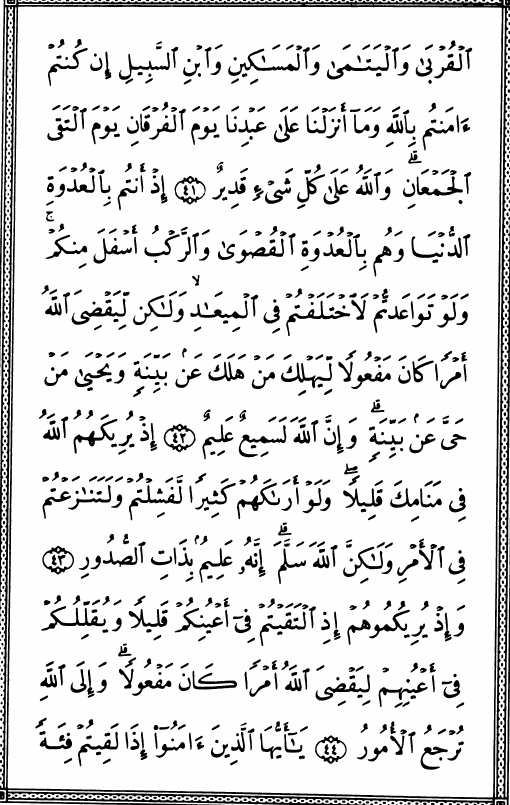 ٱلْقُرْبَىٰ وَٱلْيَتَـٰمَىٰ وَٱلْمَسَـٰكِينِ وَٱبْنِ ٱلسَّبِيلِ إِن كُنتُمْ
ءَامَنتُم بِٱللَّهِ وَمَآ أَنزَلْنَا عَلَىٰ عَبْدِنَا يَوْمَ ٱلْفُرْقَانِ يَوْمَ ٱلْتَقَى
ٱلْجَمْعَانِ ۗ وَٱللَّهُ عَلَىٰ كُلِّ شَىْءٍ قَدِيرٌ ﴿٤١﴾ إِذْ أَنتُم بِٱلْعُدْوَةِ
ٱلدُّنْيَا وَهُم بِٱلْعُدْوَةِ ٱلْقُصْوَىٰ وَٱلرَّكْبُ أَسْفَلَ مِنكُمْ ۚ
وَلَوْ تَوَاعَدتُّمْ لَٱخْتَلَفْتُمْ فِى ٱلْمِيعَـٰدِ ۙ وَلَـٰكِن لِّيَقْضِىَ ٱللَّهُ
أَمْرًا كَانَ مَفْعُولًا لِّيَهْلِكَ مَنْ هَلَكَ عَنۢ بَيِّنَةٍ وَيَحْيَىٰ مَنْ
حَىَّ عَنۢ بَيِّنَةٍ ۗ وَإِنَّ ٱللَّهَ لَسَمِيعٌ عَلِيمٌ ﴿٤٢﴾ إِذْ يُرِيكَهُمُ ٱللَّهُ
فِى مَنَامِكَ قَلِيلًا ۖ وَلَوْ أَرَىٰكَهُمْ كَثِيرًا لَّفَشِلْتُمْ وَلَتَنَـٰزَعْتُمْ
فِى ٱلْأَمْرِ وَلَـٰكِنَّ ٱللَّهَ سَلَّمَ ۗ إِنَّهُۥ عَلِيمٌۢ بِذَاتِ ٱلصُّدُورِ ﴿٤٣﴾
وَإِذْ يُرِيكُمُوهُمْ إِذِ ٱلْتَقَيْتُمْ فِىٓ أَعْيُنِكُمْ قَلِيلًا وَيُقَلِّلُكُمْ
فِىٓ أَعْيُنِهِمْ لِيَقْضِىَ ٱللَّهُ أَمْرًا كَانَ مَفْعُولًا ۗ وَإِلَى ٱللَّهِ
تُرْجَعُ ٱلْأُمُورُ ﴿٤٤﴾ يَـٰٓأَيُّهَا ٱلَّذِينَ ءَامَنُوٓا۟ إِذَا لَقِيتُمْ فِئَةً